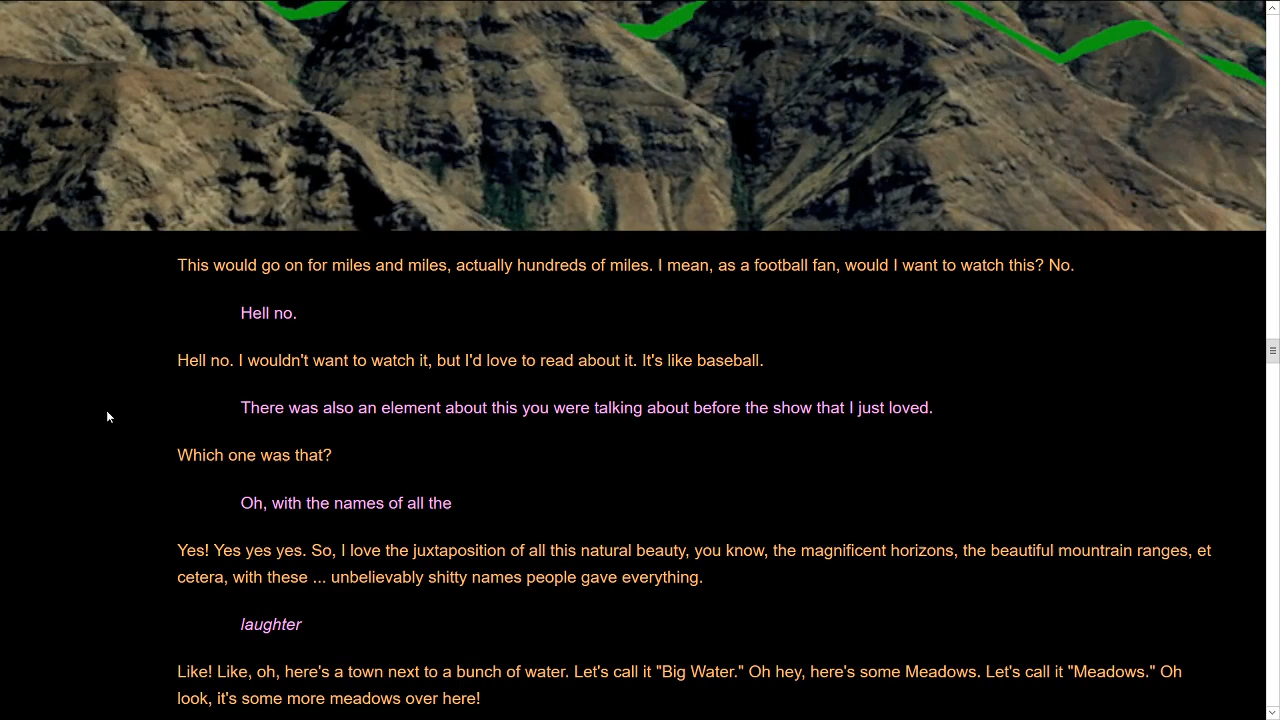 This would go on for miles and miles, actually hundreds of miles. I mean, as a football fan, would I want to watch this? No.
Hell no.
Hell no. I wouldn't want to watch it, but I'd love to read about it. It's like baseball.
There was also an element about this you were talking about before the show that I just loved.
Which one was that?
Oh, with the names of all the
Yes! Yes yes yes. So, I love the juxtaposition of all this natural beauty, you know, the magnificent horizons, the beautiful mountain ranges, et
cetera, with these ... unbelievably shitty names people gave everything.
laughter
Like! Like, oh, here's a town next to a bunch of water. Let's call it "Big Water." Oh hey, here's some Meadows. Let's call it "Meadows." Oh
look, it's some more meadows over here!